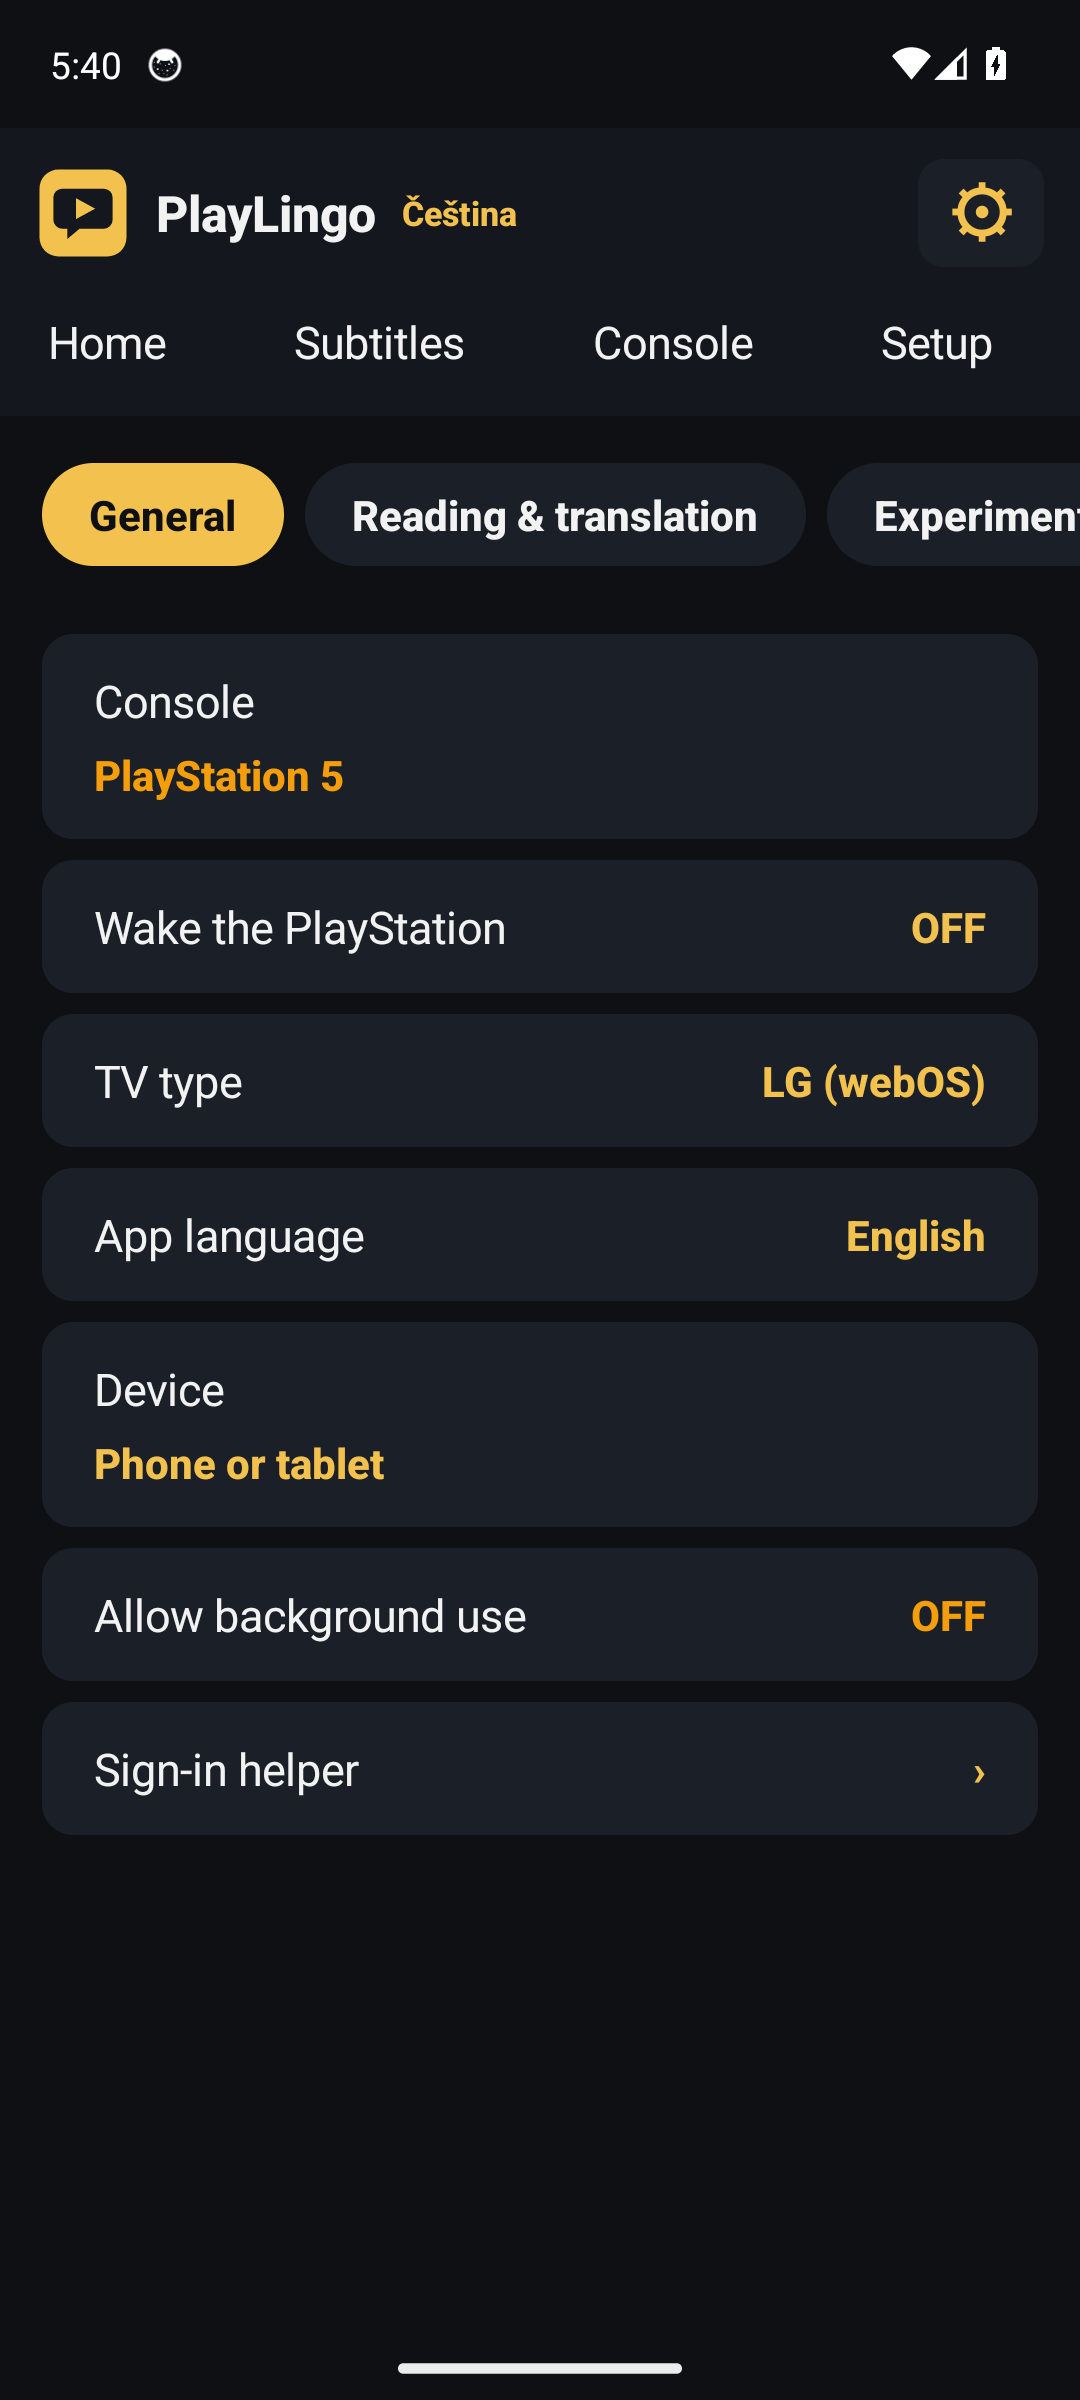 5:40
PlayLingo Čeština
Home Subtitles Console Setup
General Reading & translation Experiment
Console
PlayStation 5
Wake the PlayStation OFF
TV type LG (webOS)
App language English
Device
Phone or tablet
Allow background use OFF
Sign-in helper ›